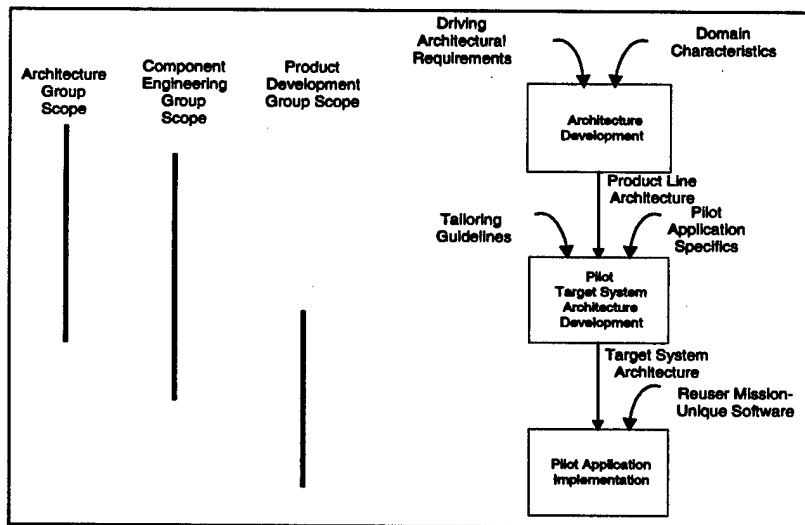 Architecture
Group
Scope
Component
Engineering
Group
Scope
Product
Development
Group Scope
Driving
Architectural
Requirements
Domain
Characteristics
Architecture
Development
Product Line
Architecture
Tailoring
Guidelines
Pilot
Application
Specifics
Pilot
Target System
Architecture
Development
Target System
Architecture
Reuser Mission-
Unique Software
Pilot Application
Implementation